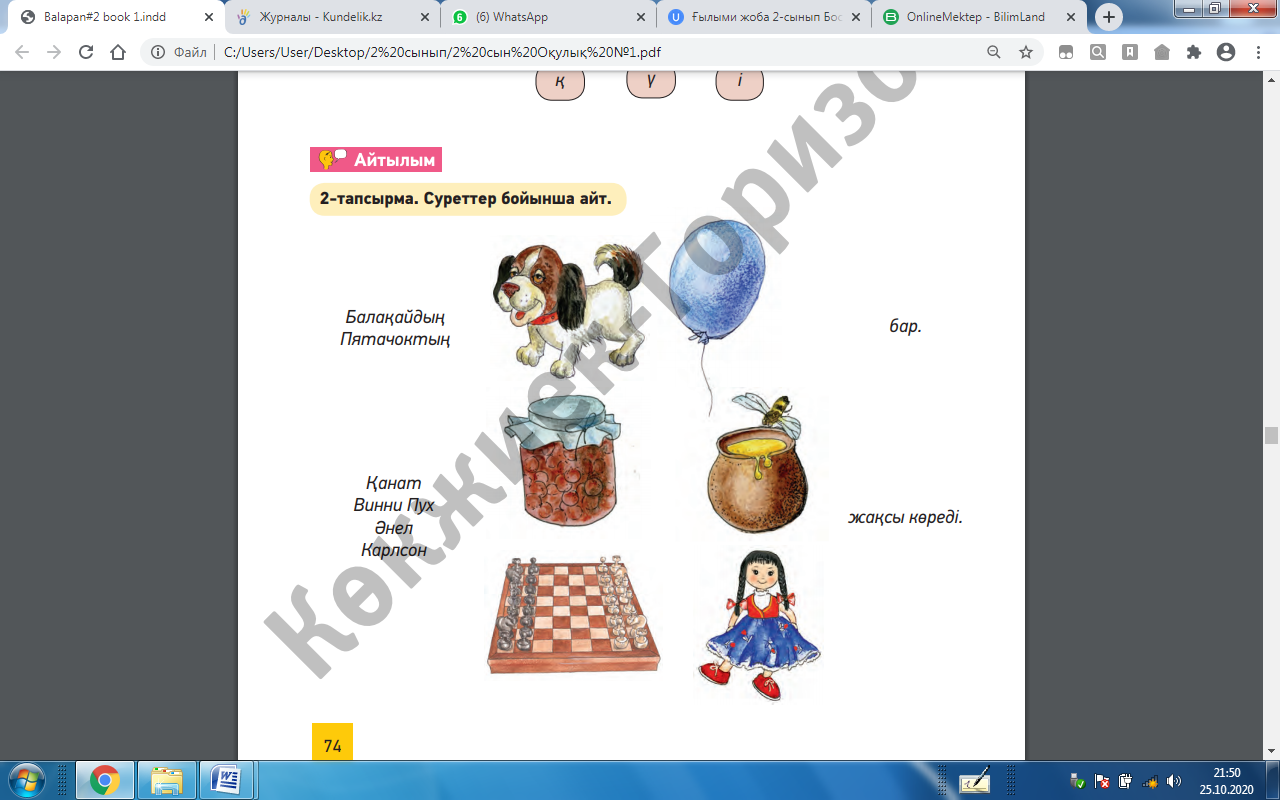 Balapan#2 book 1.indd
Журналы - Kundelik.kz
(6) WhatsApp
Ғылыми жоба 2-сынып Бос
OnlineMektep - BilimLand
Файл
C:/Users/User/Desktop/2%20сынып/2%20сын%20Оқулық%20№1.pdf
қ ү і
Айтылым
2-тапсырма. Суреттер бойынша айт.
Балақайдың
Пятачоктың
бар.
Қанат
Винни Пух
Әнел
Карлсон
жақсы көреді.
Көкжиек-Горизо
74
21:50
25.10.2020